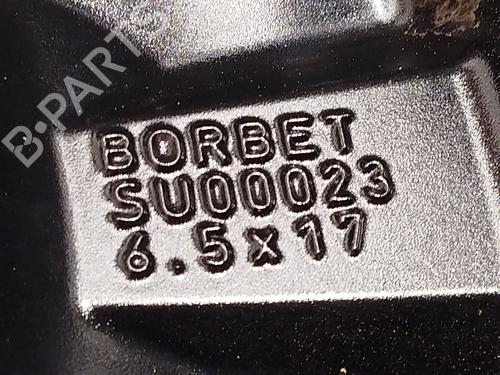 B-PARTS
BORBET
SU00023
6.5x17